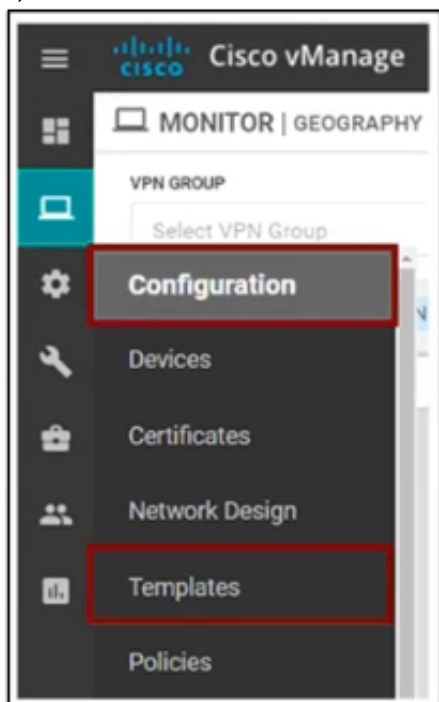 CISCO Cisco vManage
MONITOR | GEOGRAPHY
VPN GROUP
Select VPN Group
Configuration
N
Devices
Certificates
Network Design
Templates
Policies